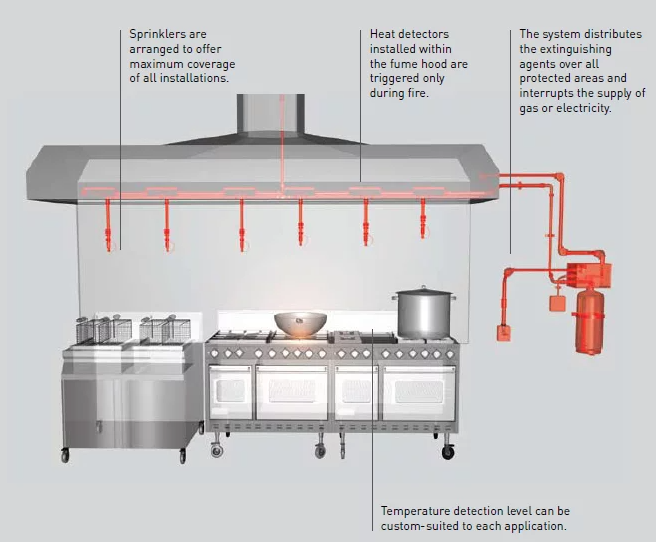 Sprinklers are
arranged to offer
maximum coverage
of all installations.
Heat detectors
installed within
the fume hood are
triggered only
during fire.
The system distributes
the extinguishing
agents over all
protected areas and
interrupts the supply of
gas or electricity.
Temperature detection level can be
custom-suited to each application.